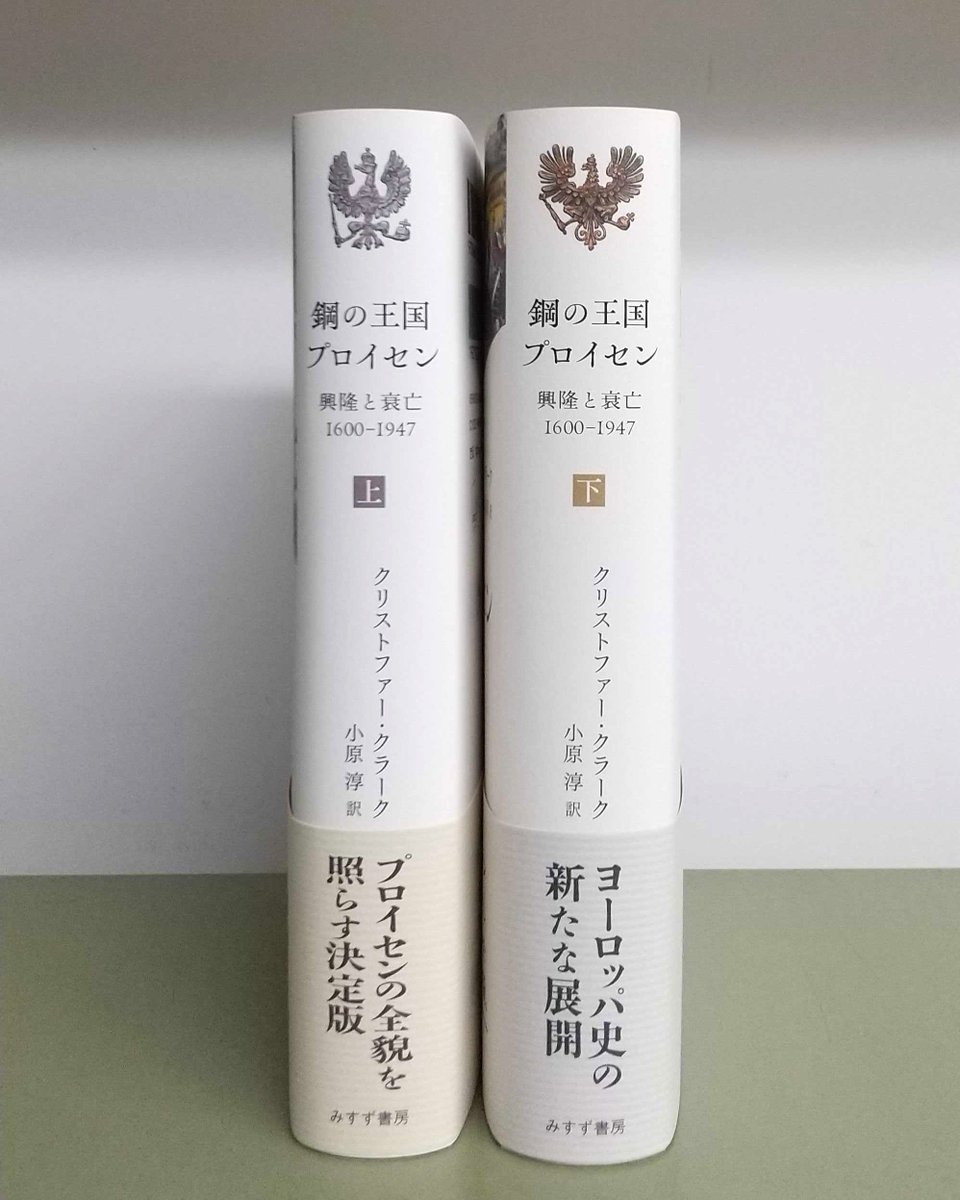 鋼の王国
プロイセン
興隆と衰亡
1600–1947
上
クリストファー・クラーク
小原 淳 訳
プロイセンの全貌を
照らす決定版
みすず書房
鋼の王国
プロイセン
興隆と衰亡
1600–1947
下
クリストファー・クラーク
小原 淳 訳
ヨーロッパ史の
新たな展開
みすず書房